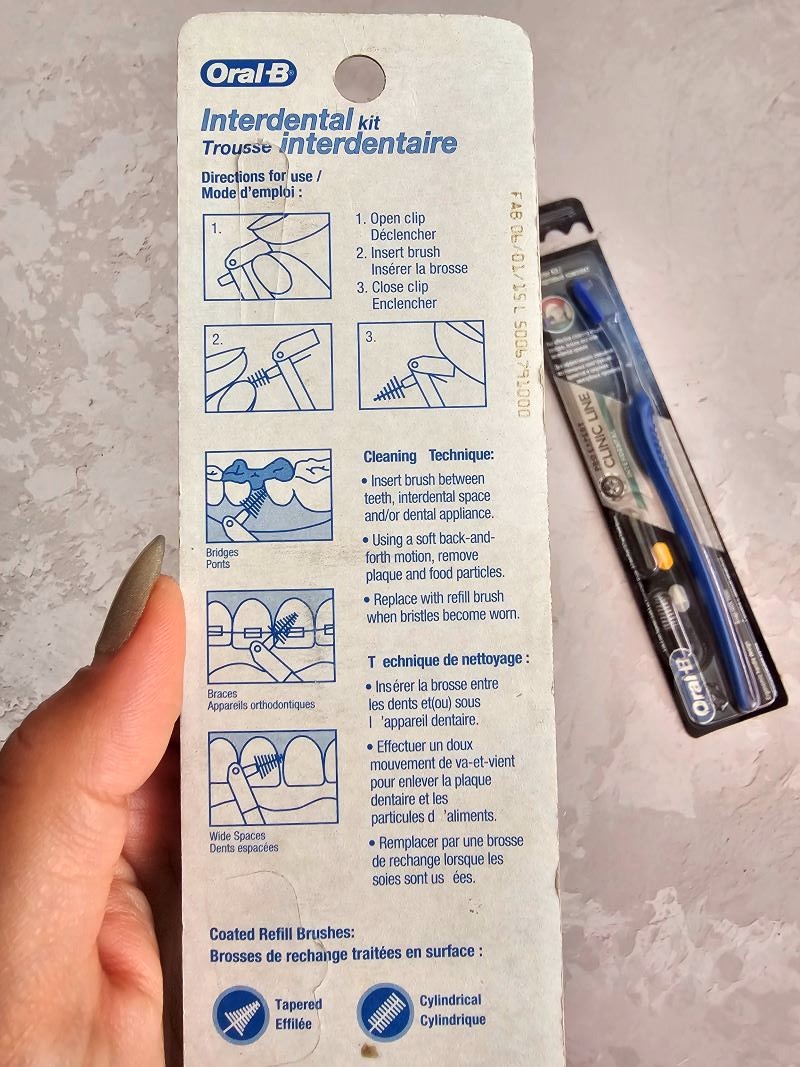 Oral-B
Interdental kit
Trousse interdentaire
Directions for use /
Mode d'emploi :
1.
1. Open clip
Déclencher
2. Insert brush
Insérer la brosse
3. Close clip
Enclencher
2.
3.
Cleaning Technique:
• Insert brush between
teeth, interdental space
and/or dental appliance.
• Using a soft back-and-
forth motion, remove
plaque and food particles.
• Replace with refill brush
when bristles become worn.
Bridges
Ponts
Braces
Appareils orthodontiques
Wide Spaces
Dents espacées
T echnique de nettoyage :
• Insérer la brosse entre
les dents et(ou) sous
l 'appareil dentaire.
• Effectuer un doux
mouvement de va-et-vient
pour enlever la plaque
dentaire et les
particules d 'aliments.
• Remplacer par une brosse
de rechange lorsque les
soies sont us ées.
Coated Refill Brushes:
Brosses de rechange traitées en surface :
Tapered
Effilée
Cylindrical
Cylindrique
FAB 06/01/15 L 5006791000
PRO EXPERT
CLINIC LINE
Oral-B